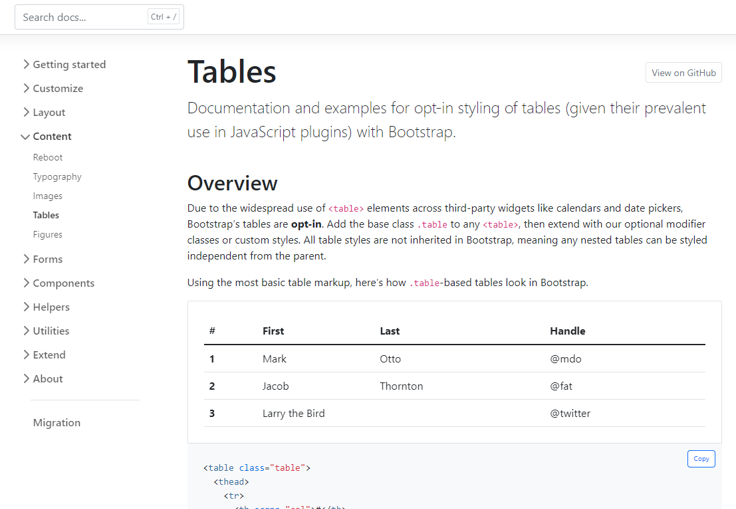 Search docs... Ctrl + /
Getting started
Customize
Layout
Content
Reboot
Typography
Images
Tables
Figures
Forms
Components
Helpers
Utilities
Extend
About
Migration
Tables
View on GitHub
Documentation and examples for opt-in styling of tables (given their prevalent
use in JavaScript plugins) with Bootstrap.
Overview
Due to the widespread use of <table> elements across third-party widgets like calendars and date pickers,
Bootstrap's tables are opt-in. Add the base class .table to any <table>, then extend with our optional modifier
classes or custom styles. All table styles are not inherited in Bootstrap, meaning any nested tables can be styled
independent from the parent.
Using the most basic table markup, here's how .table-based tables look in Bootstrap.
# First Last Handle
1 Mark Otto @mdo
2 Jacob Thornton @fat
3 Larry the Bird @twitter
Copy
<table class="table">
<thead>
<tr>
<th scope="col">#</th>